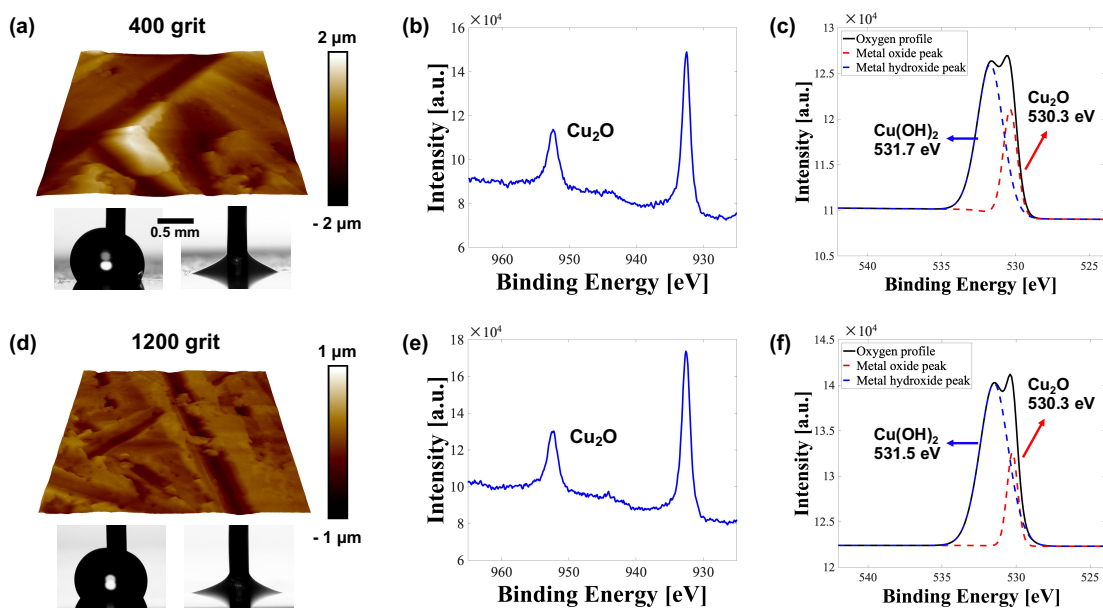 (a)
400 grit
2 µm
- 2 µm
0.5 mm
(b)
×10⁴
16
14
12
10
8
6
Intensity [a.u.]
Cu₂O
960
950
940
930
Binding Energy [eV]
(c)
×10⁴
13
12.5
12
11.5
11
10.5
Intensity [a.u.]
Oxygen profile
Metal oxide peak
Metal hydroxide peak
Cu₂O
530.3 eV
Cu(OH)₂
531.7 eV
540
535
530
525
Binding Energy [eV]
(d)
1200 grit
1 µm
- 1 µm
(e)
×10⁴
18
16
14
12
10
8
6
Intensity [a.u.]
Cu₂O
960
950
940
930
Binding Energy [eV]
(f)
×10⁴
14.5
14
13.5
13
12.5
12
Intensity [a.u.]
Oxygen profile
Metal oxide peak
Metal hydroxide peak
Cu₂O
530.3 eV
Cu(OH)₂
531.5 eV
540
535
530
525
Binding Energy [eV]